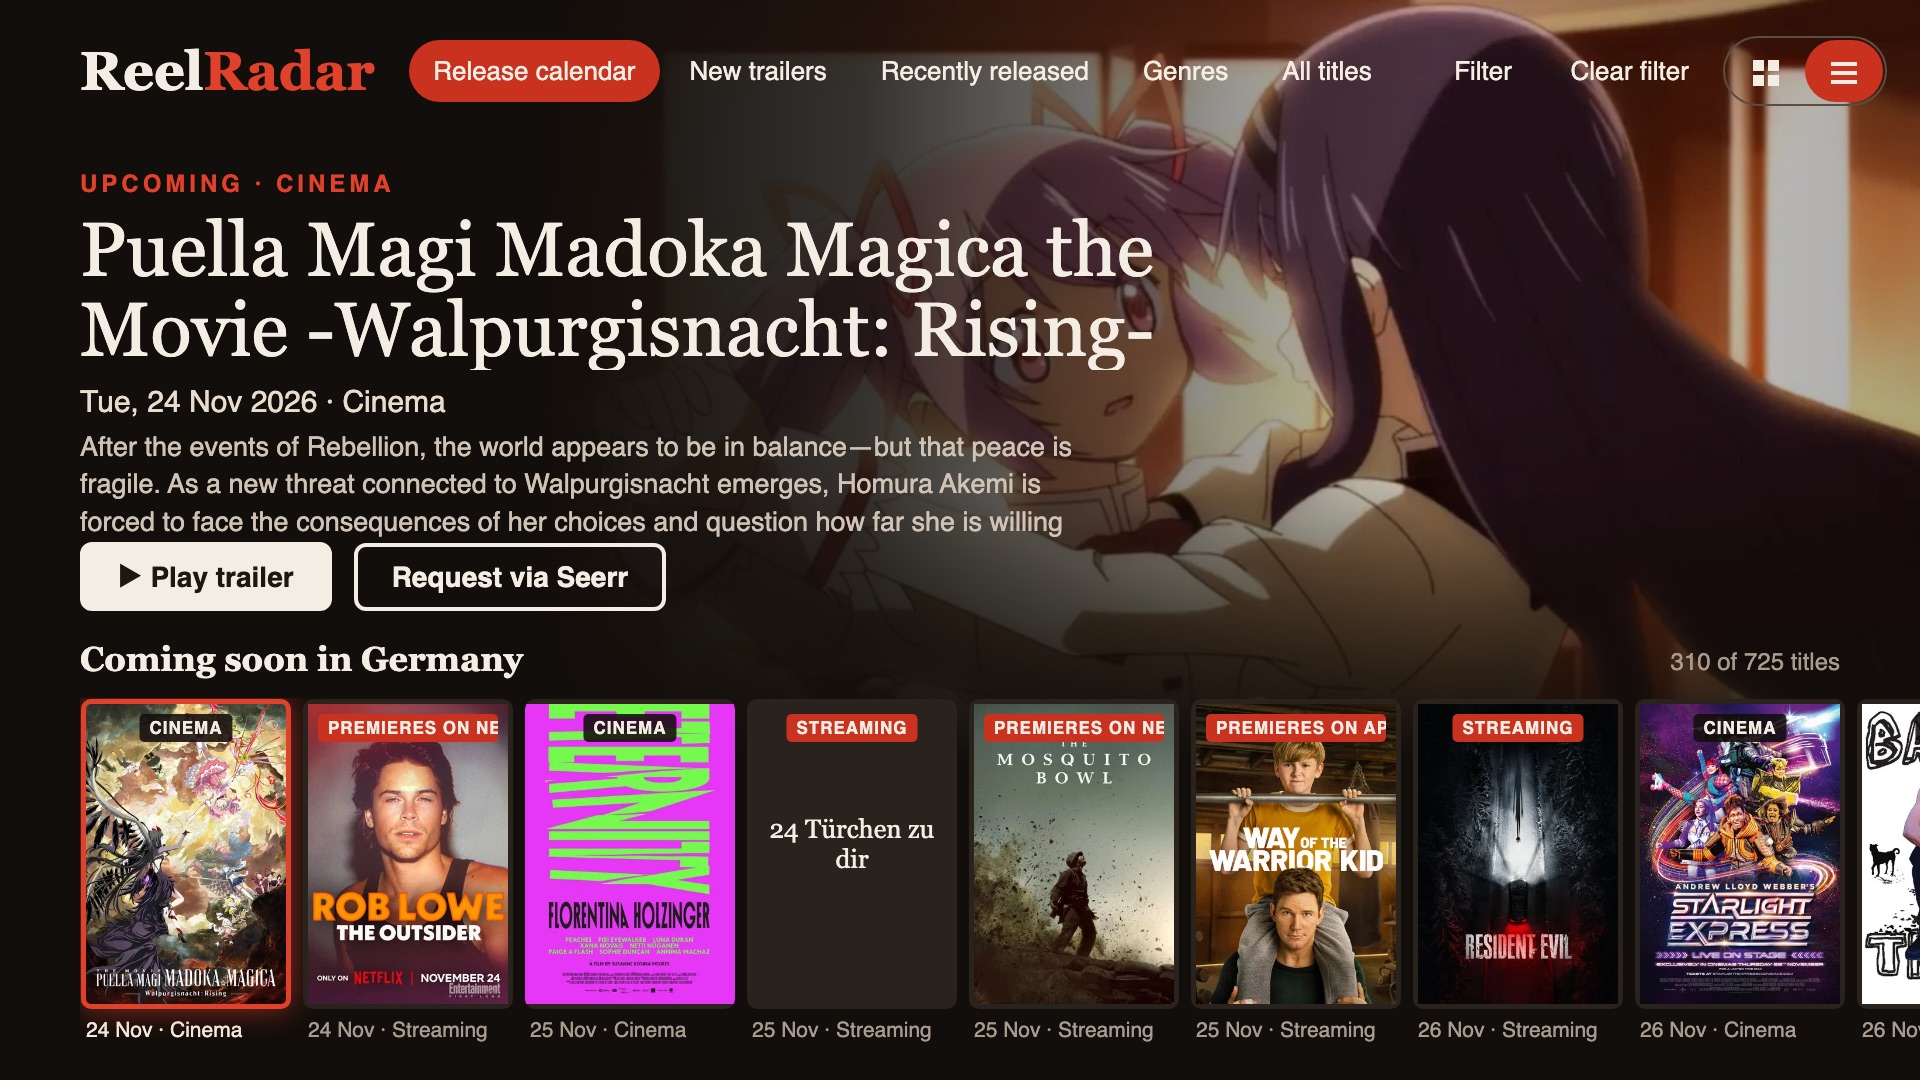 ReelRadar
Release calendar
New trailers
Recently released
Genres
All titles
Filter
Clear filter
UPCOMING · CINEMA
Puella Magi Madoka Magica the
Movie -Walpurgisnacht: Rising-
Tue, 24 Nov 2026 · Cinema
After the events of Rebellion, the world appears to be in balance—but that peace is
fragile. As a new threat connected to Walpurgisnacht emerges, Homura Akemi is
forced to face the consequences of her choices and question how far she is willing
▶ Play trailer
Request via Seerr
Coming soon in Germany
310 of 725 titles
CINEMA
PUELLA MAGI MADOKA MAGICA
Walpurgisnacht: Rising
24 Nov · Cinema
PREMIERES ON NE
ROB LOWE
THE OUTSIDER
ONLY ON NETFLIX | NOVEMBER 24
Entertainment
24 Nov · Streaming
CINEMA
ETERNITY
FLORENTINA HOLZINGER
25 Nov · Cinema
STREAMING
24 Türchen zu
dir
25 Nov · Streaming
PREMIERES ON NE
THE
MOSQUITO
BOWL
25 Nov · Streaming
PREMIERES ON AP
WAY OF THE
WARRIOR KID
25 Nov · Streaming
STREAMING
RESIDENT EVIL
26 Nov · Streaming
CINEMA
ANDREW LLOYD WEBBER'S
STARLIGHT
EXPRESS
LIVE ON STAGE
26 Nov · Cinema
BA
T
26 Nov